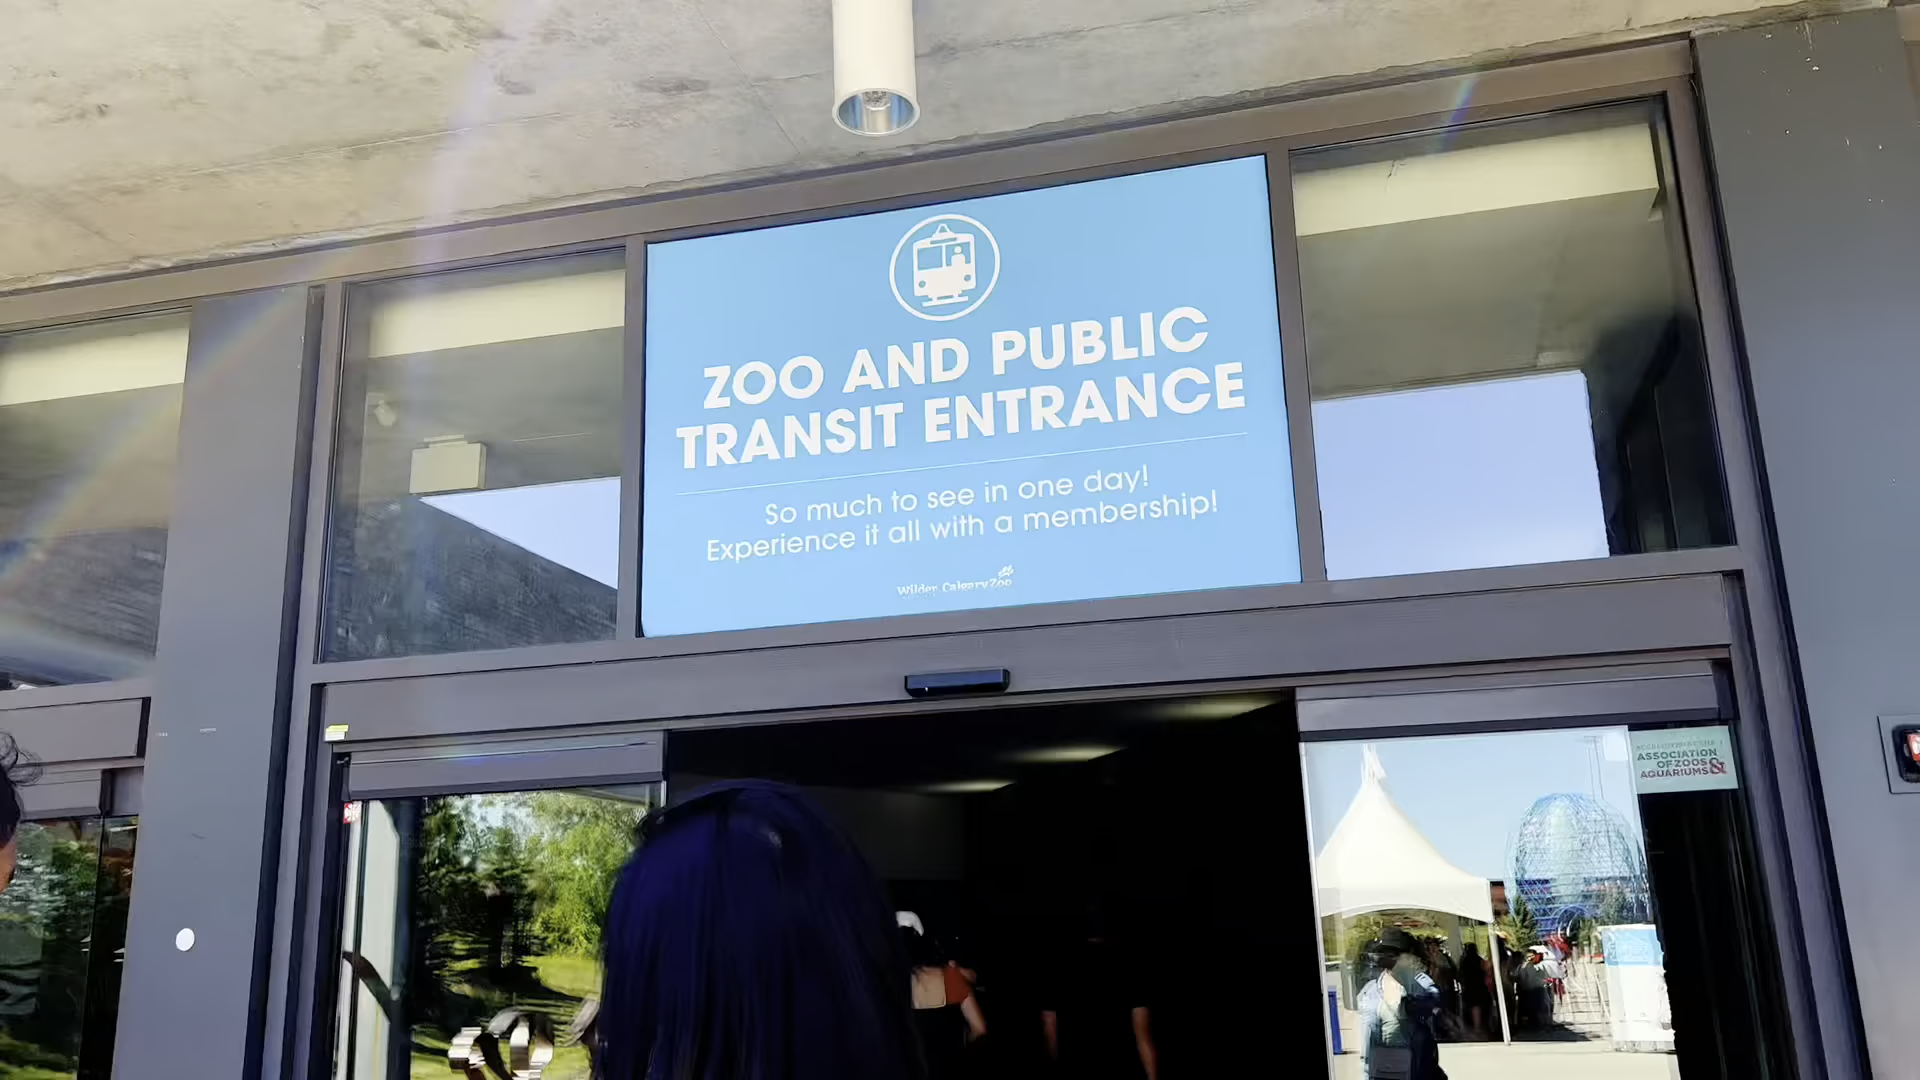 ZOO AND PUBLIC
TRANSIT ENTRANCE
So much to see in one day!
Experience it all with a membership!
Wilder. Calgary Zoo
ASSOCIATION
OF ZOOS &
AQUARIUMS